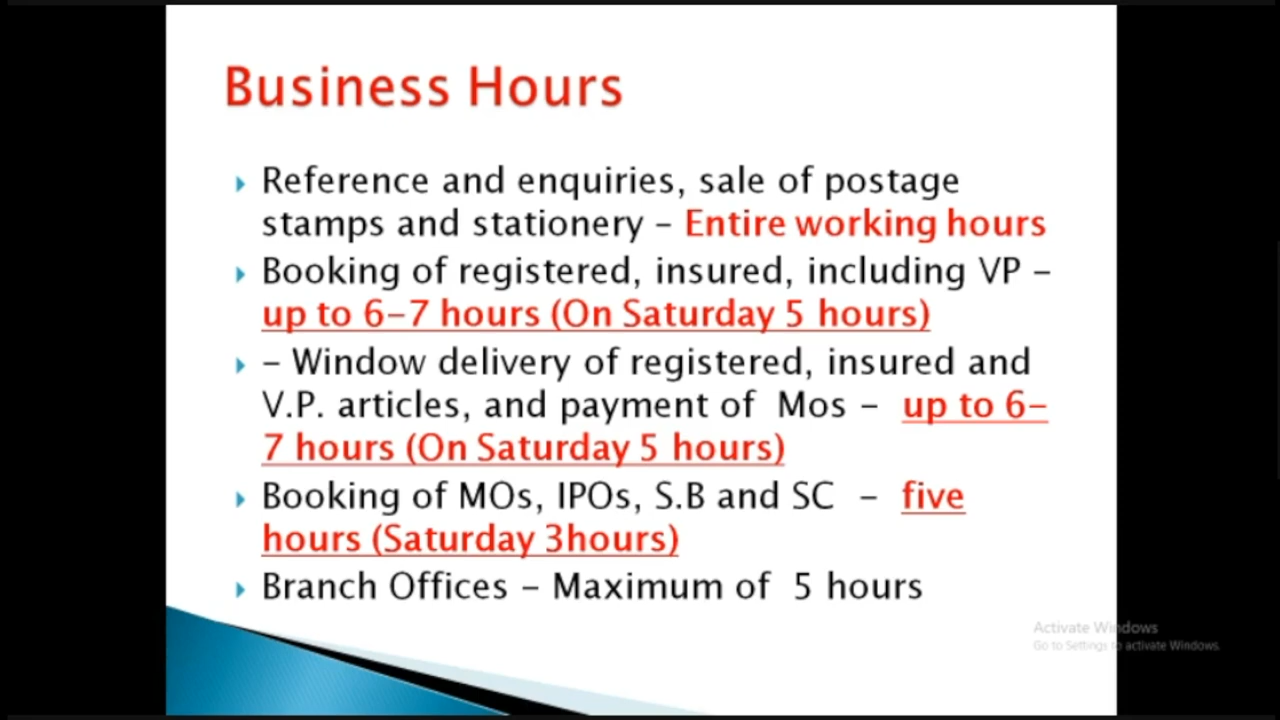 Business Hours
Reference and enquiries, sale of postage
stamps and stationery – Entire working hours
Booking of registered, insured, including VP –
up to 6–7 hours (On Saturday 5 hours)
– Window delivery of registered, insured and
V.P. articles, and payment of Mos – up to 6–
7 hours (On Saturday 5 hours)
Booking of MOs, IPOs, S.B and SC – five
hours (Saturday 3hours)
Branch Offices – Maximum of 5 hours
Activate Windows
Go to Settings to activate Windows.